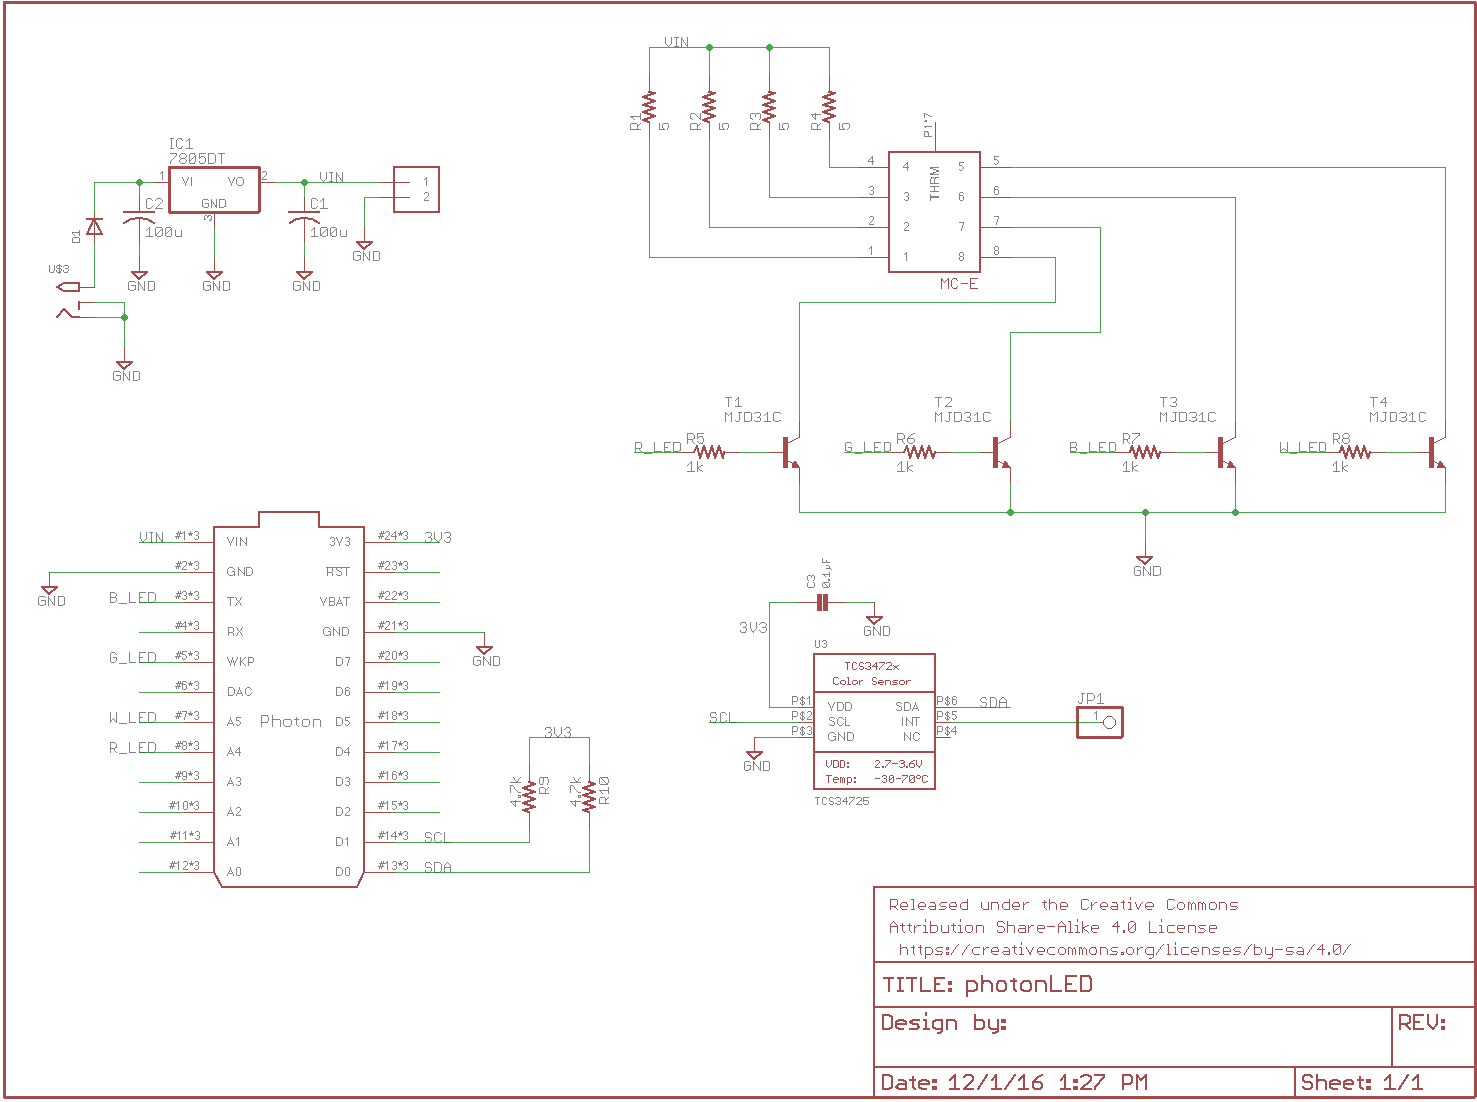 VIN
R1
5
R2
5
R3
5
R4
5
P1*7
IC1
7805DT
1
VI
VO
2
GND
3
VIN
C2
100u
C1
100u
1
2
D1
U$3
GND
GND
GND
GND
GND
4
4
THRM
5
5
3
3
6
6
2
2
7
7
1
1
8
8
MC-E
T1
MJD31C
T2
MJD31C
T3
MJD31C
T4
MJD31C
R_LED
R5
1k
G_LED
R6
1k
B_LED
R7
1k
W_LED
R8
1k
GND
VIN
#1*3
VIN
3V3
#24*3
3V3
#2*3
GND
RST
#23*3
GND
B_LED
#3*3
TX
VBAT
#22*3
#4*3
RX
GND
#21*3
GND
G_LED
#5*3
WKP
D7
#20*3
#6*3
DAC
D6
#19*3
W_LED
#7*3
A5
Photon
D5
#18*3
R_LED
#8*3
A4
D4
#17*3
#9*3
A3
D3
#16*3
#10*3
A2
D2
#15*3
#11*3
A1
D1
#14*3
SCL
#12*3
A0
D0
#13*3
SDA
3V3
4.7k
R9
4.7k
R10
C3
0.1µF
3V3
GND
U3
TCS3472x
Color Sensor
P$1
VDD
SDA
P$6
SDA
SCL
P$2
SCL
INT
P$5
P$3
GND
NC
P$4
GND
VDD: 2.7-3.6V
Temp: -30-70°C
TCS34725
JP1
1
Released under the Creative Commons
Attribution Share-Alike 4.0 License
https://creativecommons.org/licenses/by-sa/4.0/
TITLE: photonLED
Design by:
REV:
Date: 12/1/16 1:27 PM
Sheet: 1/1